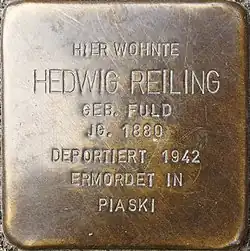 HIER WOHNTE
HEDWIG REILING
GEB. FULD
JG. 1880
DEPORTIERT 1942
ERMORDET IN
PIASKI